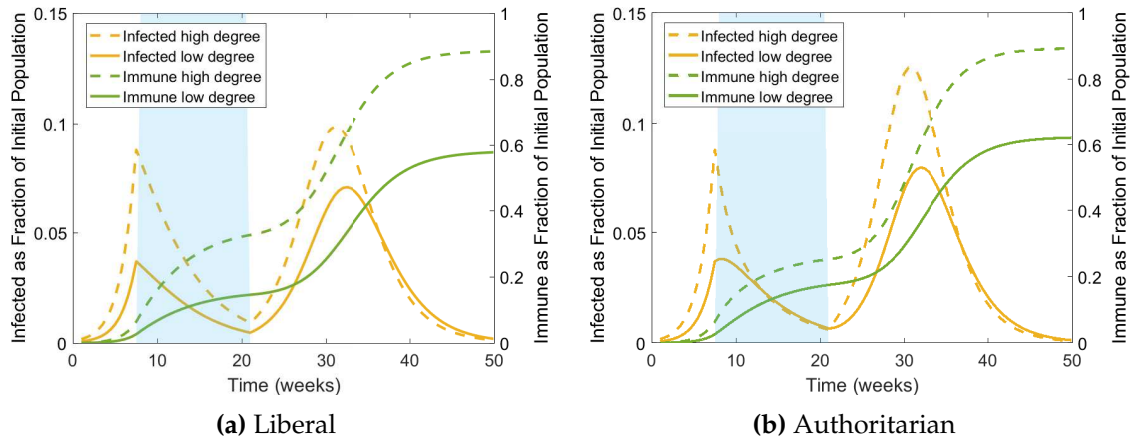 0.15
0.1
0.05
0
Infected as Fraction of Initial Population
Infected high degree
Infected low degree
Immune high degree
Immune low degree
1
0.8
0.6
0.4
0.2
0
Immune as Fraction of Initial Population
0 10 20 30 40 50
Time (weeks)
(a) Liberal
0.15
0.1
0.05
0
Infected as Fraction of Initial Population
Infected high degree
Infected low degree
Immune high degree
Immune low degree
1
0.8
0.6
0.4
0.2
0
Immune as Fraction of Initial Population
0 10 20 30 40 50
Time (weeks)
(b) Authoritarian